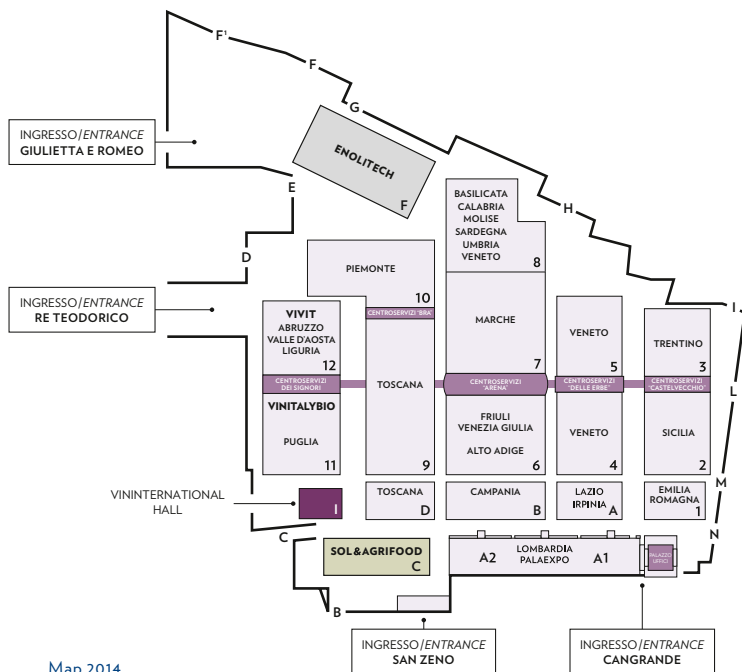 F¹
F
G
INGRESSO/ENTRANCE
GIULIETTA E ROMEO
ENOLITECH
F
E
H
BASILICATA
CALABRIA
MOLISE
SARDEGNA
UMBRIA
VENETO
8
D
PIEMONTE
10
INGRESSO/ENTRANCE
RE TEODORICO
CENTROSERVIZI "BRA"
I
VIVIT
ABRUZZO
VALLE D'AOSTA
LIGURIA
12
MARCHE
7
VENETO
5
TRENTINO
3
CENTROSERVIZI
DEI SIGNORI
TOSCANA
9
CENTROSERVIZI
"ARENA"
CENTROSERVIZI
"DELLE ERBE"
CENTROSERVIZI
"CASTELVECCHIO"
L
VINITALYBIO
PUGLIA
11
FRIULI
VENEZIA GIULIA
ALTO ADIGE
6
VENETO
4
SICILIA
2
M
VININTERNATIONAL
HALL
I
TOSCANA
D
CAMPANIA
B
LAZIO
IRPINIA
A
EMILIA
ROMAGNA
1
N
C
SOL&AGRIFOOD
C
A2
LOMBARDIA
PALAEXPO
A1
PALAZZO
UFFICI
B
INGRESSO/ENTRANCE
SAN ZENO
INGRESSO/ENTRANCE
CANGRANDE
Map 2014